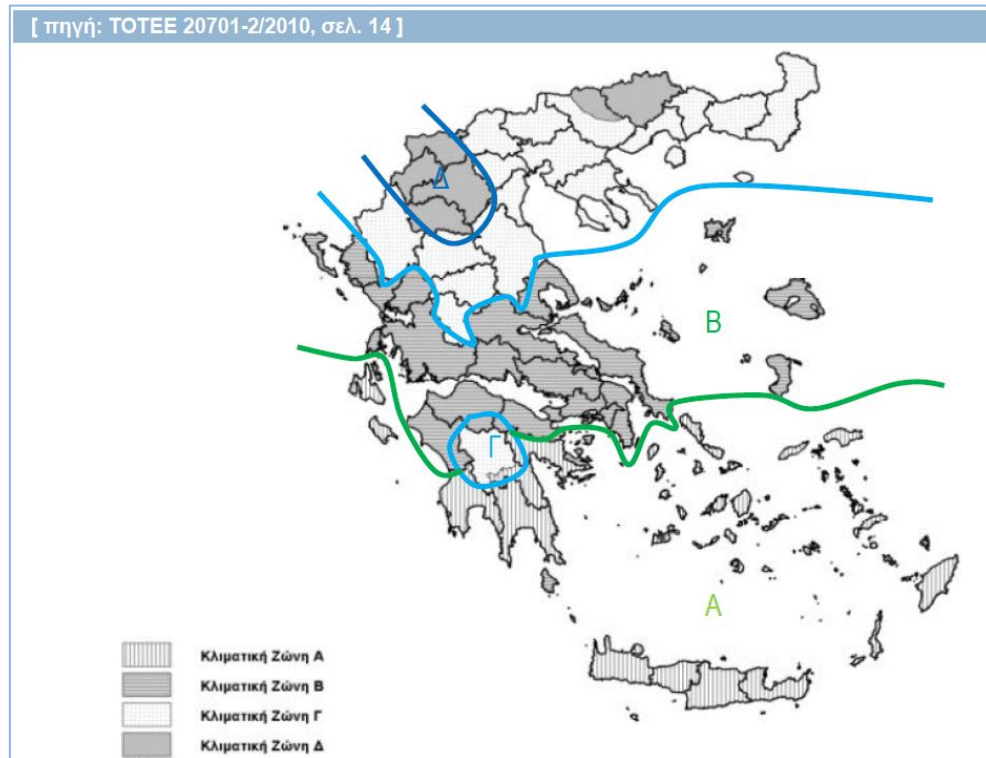 [ πηγή: ΤΟΤΕΕ 20701-2/2010, σελ. 14 ]
Δ
Β
Γ
Α
Κλιματική Ζώνη Α
Κλιματική Ζώνη Β
Κλιματική Ζώνη Γ
Κλιματική Ζώνη Δ